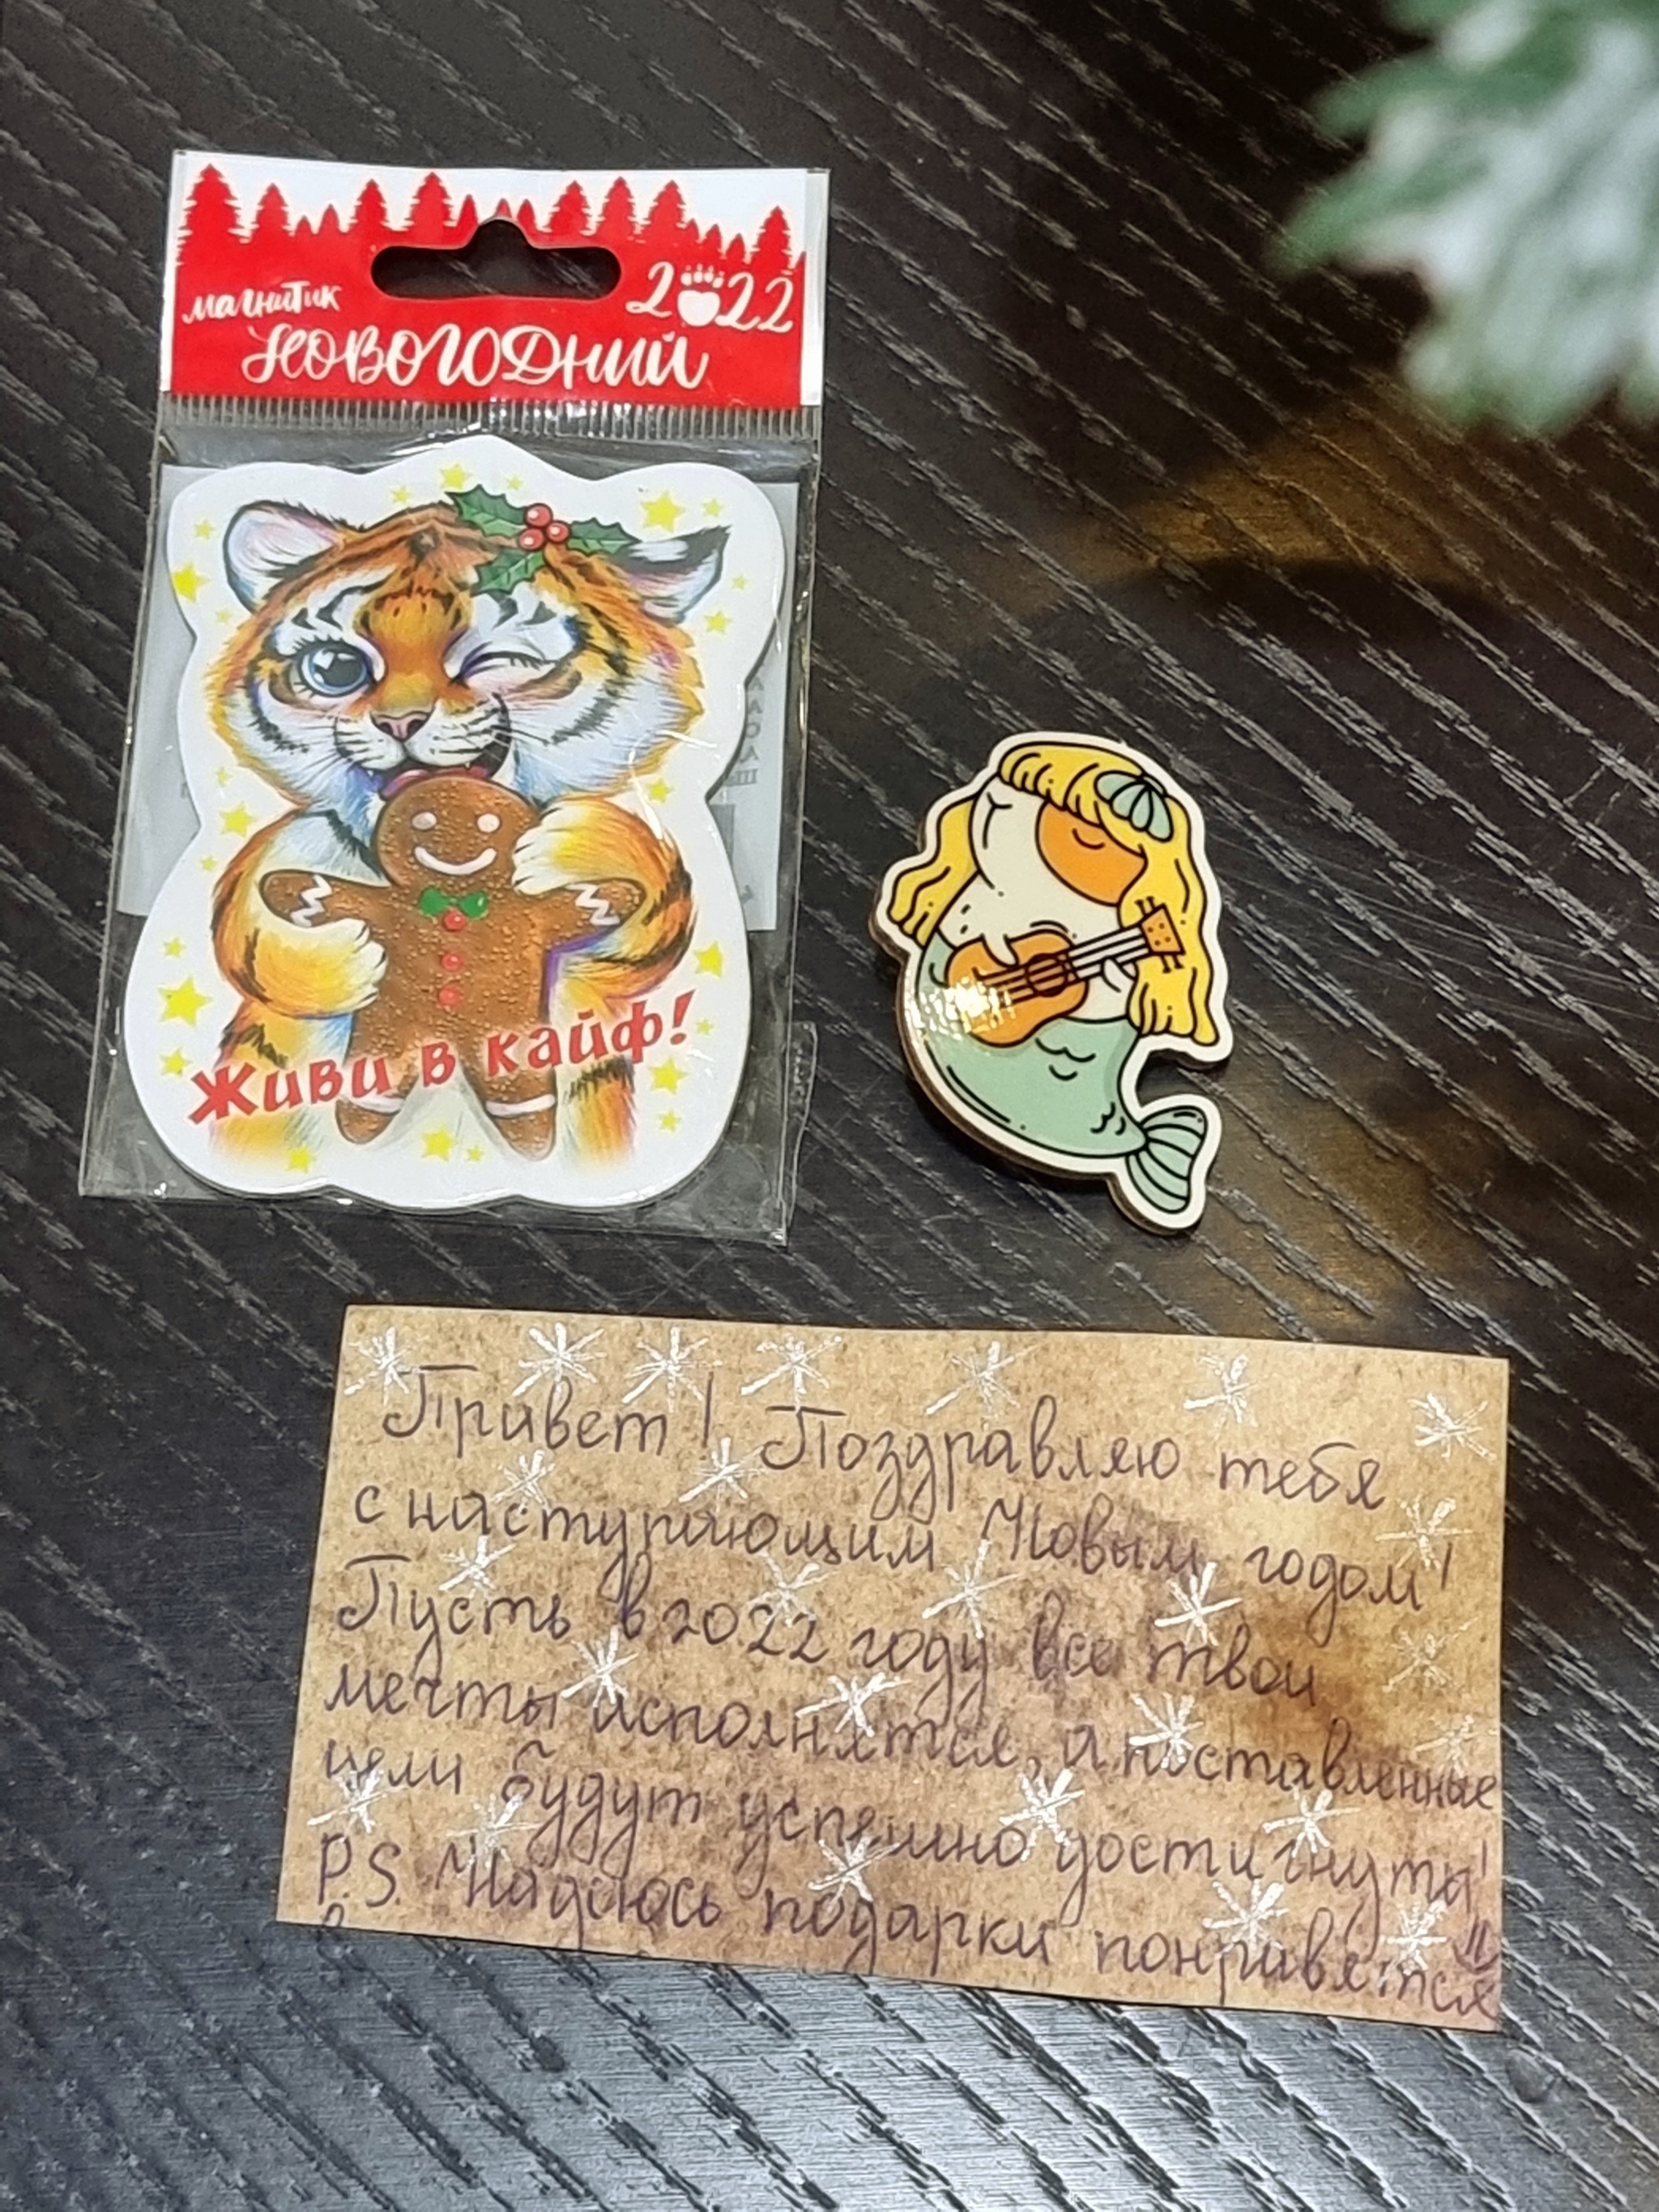 магнитик
2022
Новогодний
Живи в кайф!
Привет! Поздравляю тебя
с наступающим Новым годом!
Пусть в 2022 году все твои
мечты исполнятся, а поставленные
цели будут успешно достигнуты!
P.S. Надеюсь подарки понравятся